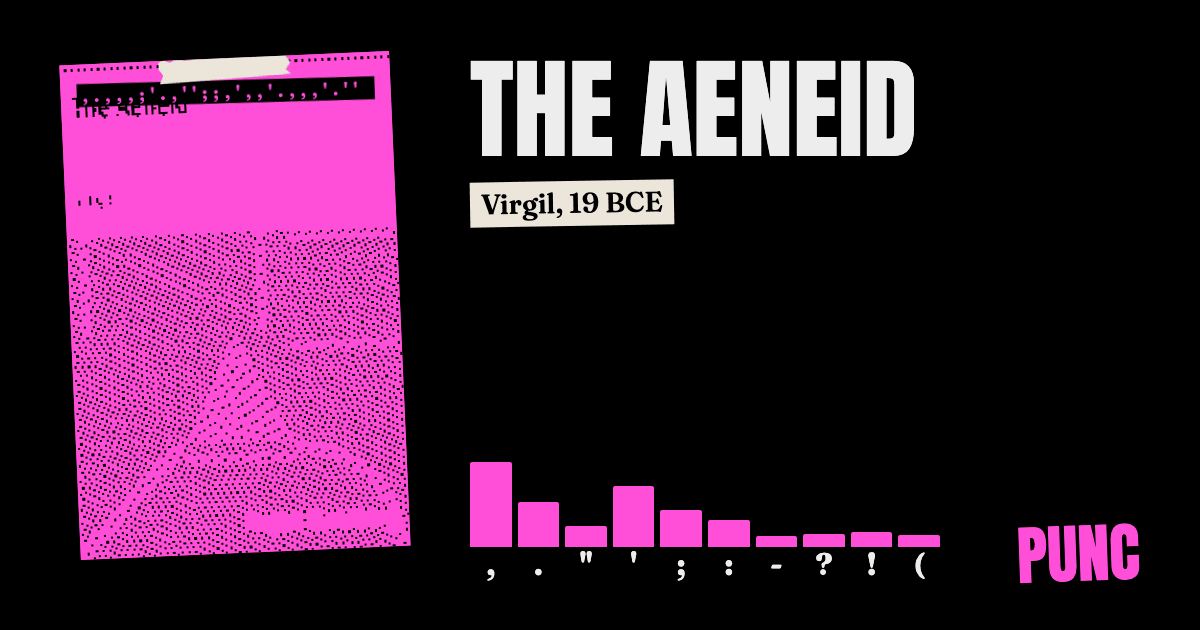 THE AENEID
Virgil, 19 BCE
, . " ' ; : - ? ! (
PUNC